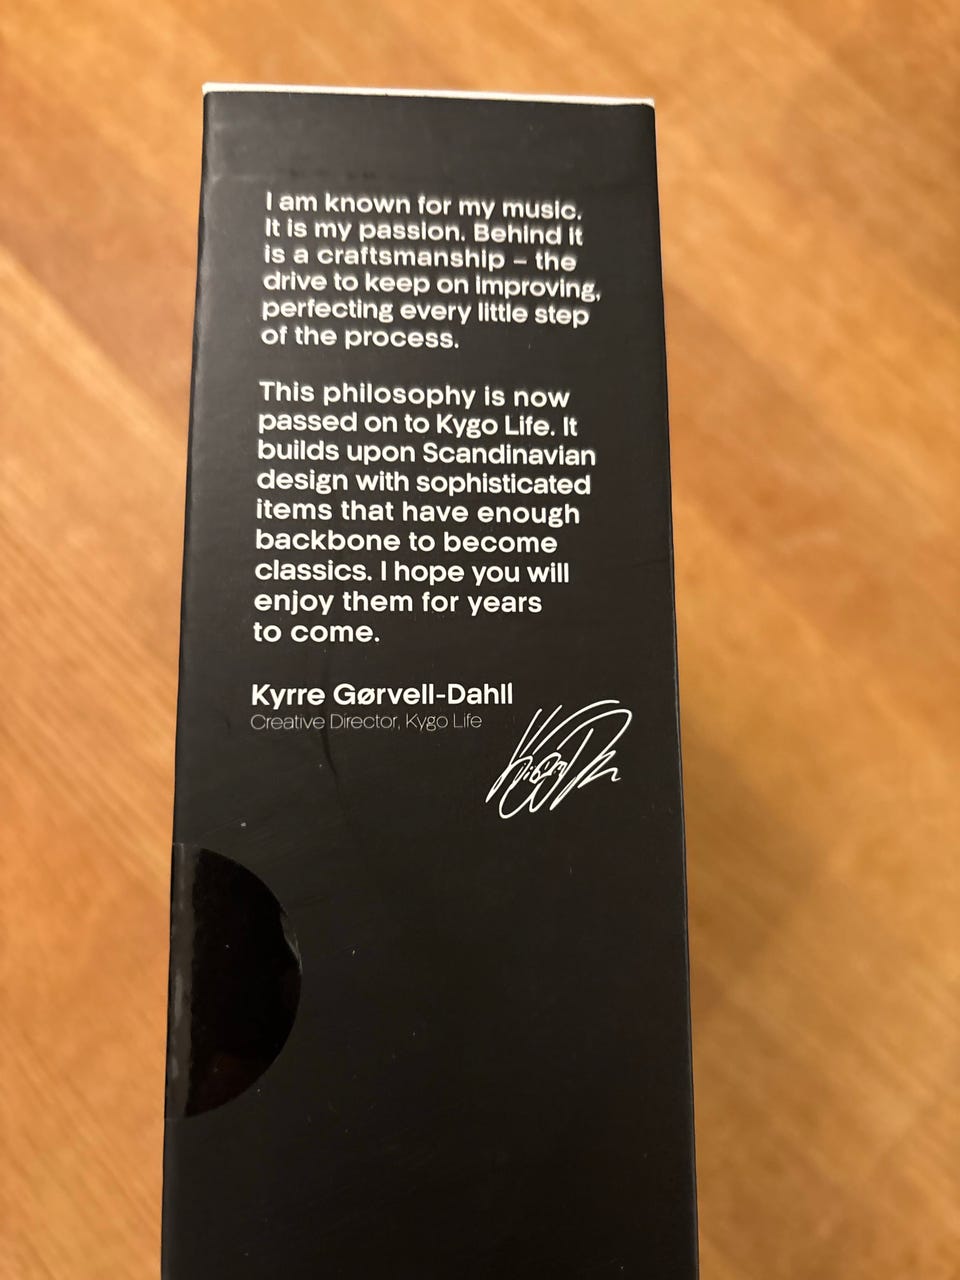 I am known for my music.
It is my passion. Behind it
is a craftsmanship – the
drive to keep on improving,
perfecting every little step
of the process.
This philosophy is now
passed on to Kygo Life. It
builds upon Scandinavian
design with sophisticated
items that have enough
backbone to become
classics. I hope you will
enjoy them for years
to come.
Kyrre Gørvell-Dahll
Creative Director, Kygo Life